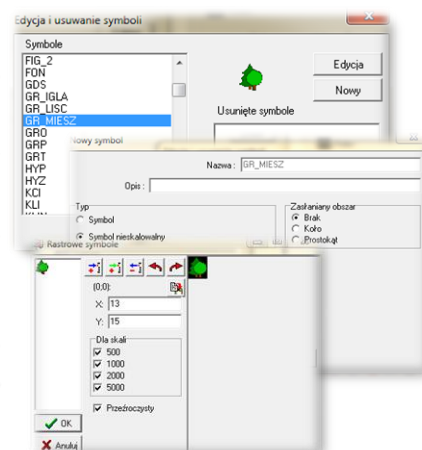 Edycja i usuwanie symboli
Symbole
FIG_2
FON
GDS
GR_IGLA
GR_LISC
GR_MIESZ
GRO
GRP
GRT
HYP
HYZ
KCI
KLI
Edycja
Nowy
Usunięte symbole
Nowy symbol
Nazwa: GR_MIESZ
Opis:
Typ
Symbol
Symbol nieskalowalny
Zasłaniany obszar
Brak
Koło
Prostokąt
Rastrowe symbole
(0;0):
X: 13
Y: 15
Dla skali
500
1000
2000
5000
Przeźroczysty
OK
Anuluj